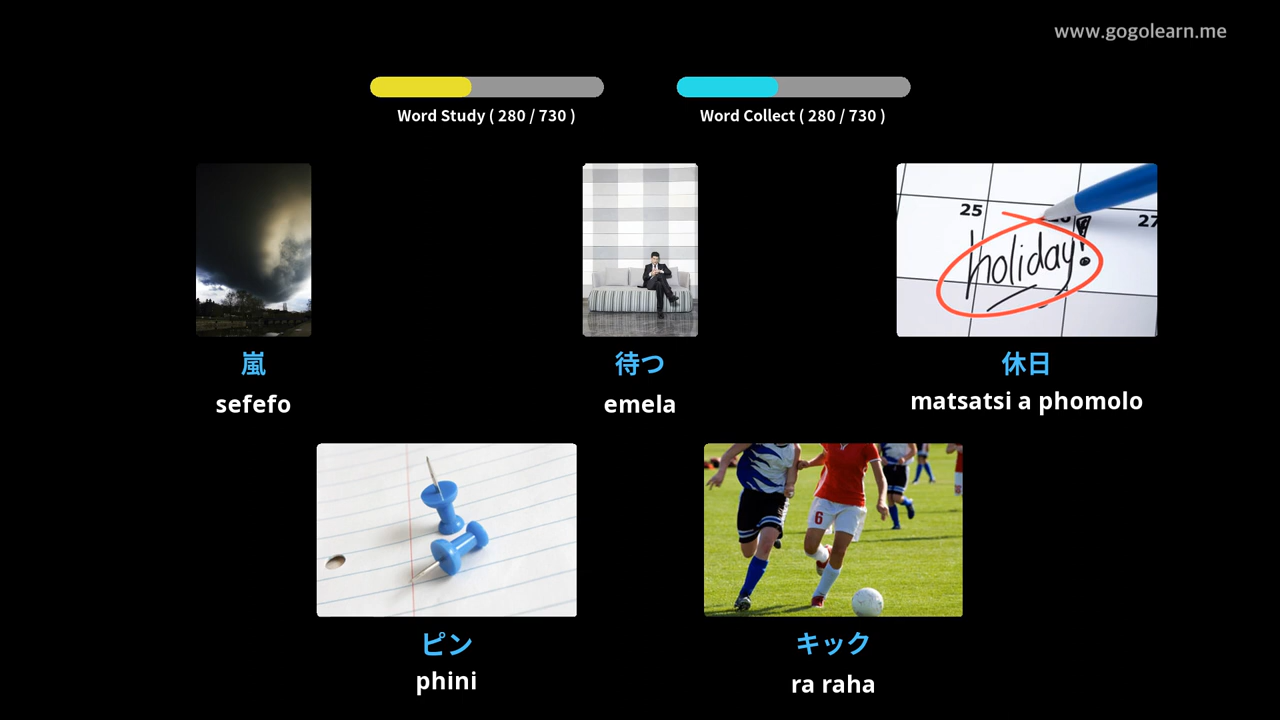 www.gogolearn.me
Word Study ( 280 / 730 )
Word Collect ( 280 / 730 )
25
27
holiday!
嵐
sefefo
待つ
emela
休日
matsatsi a phomolo
6
ピン
phini
キック
ra raha